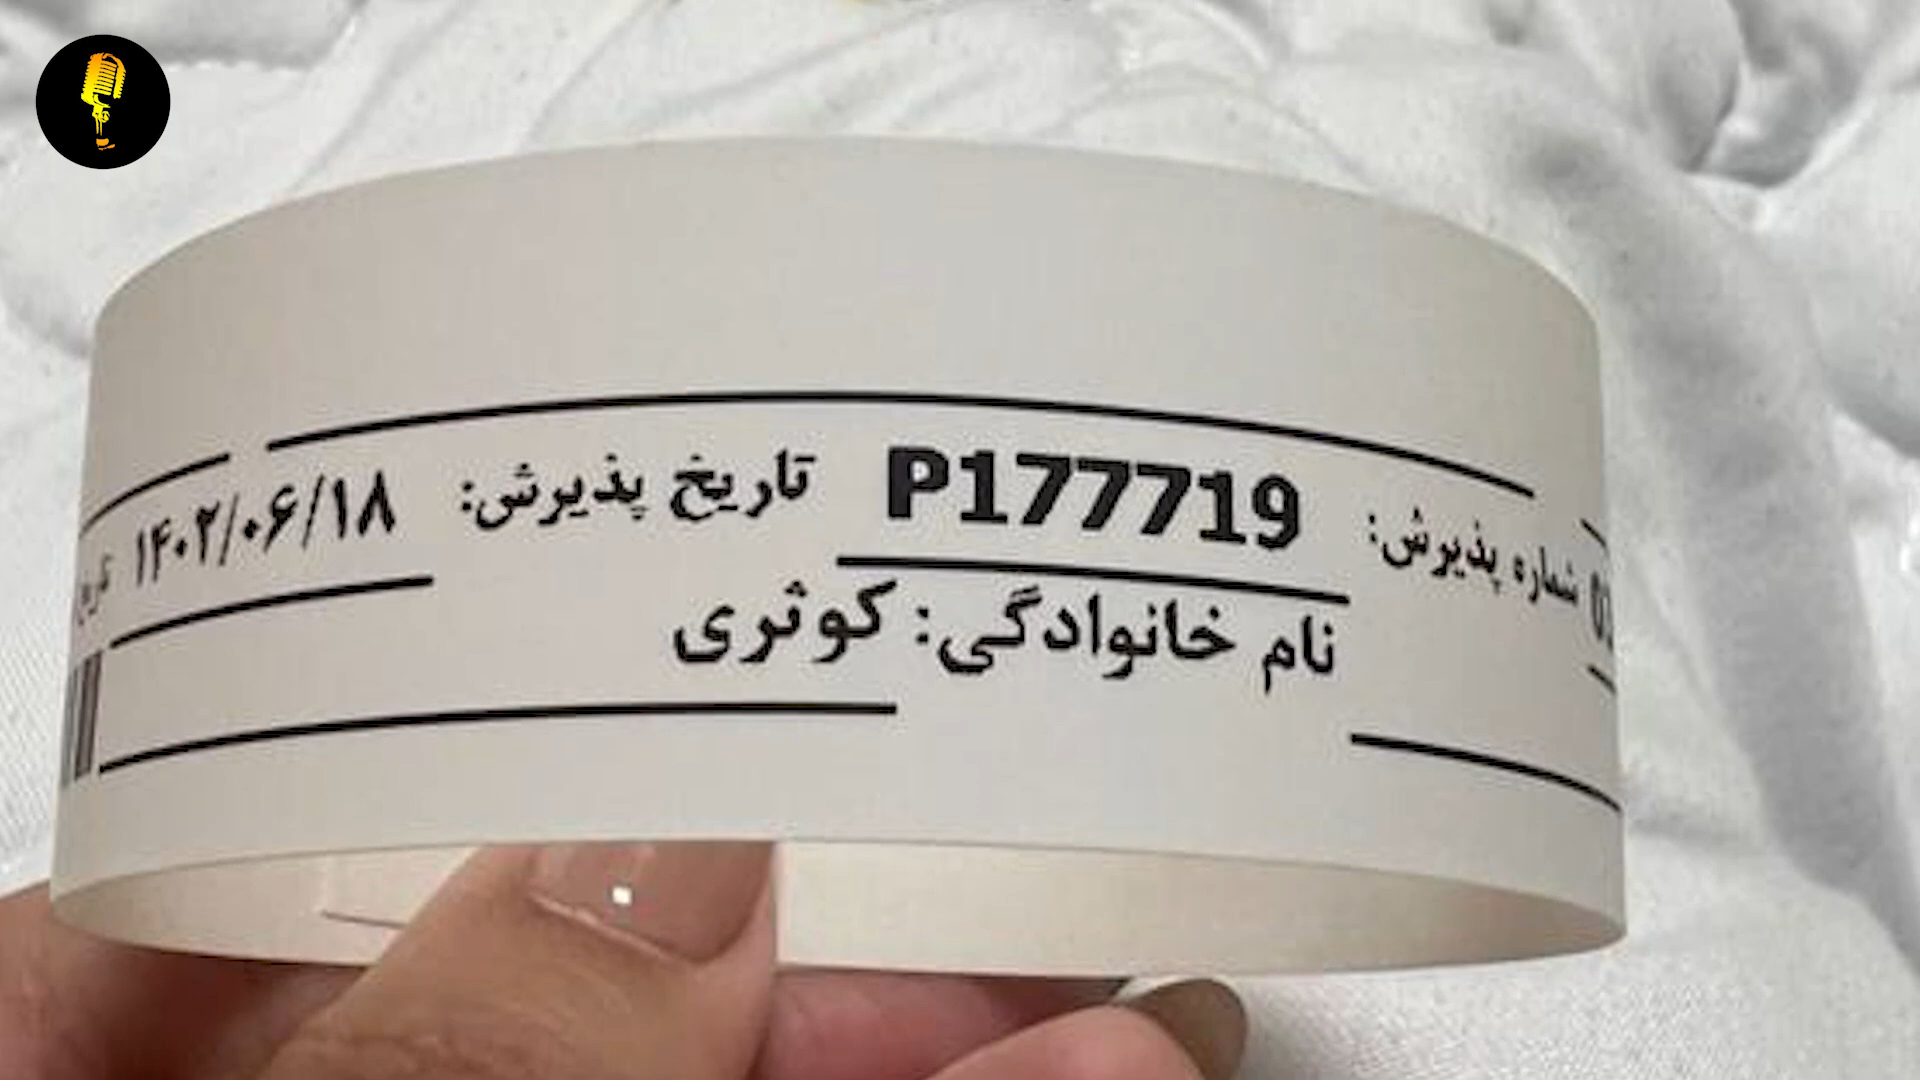 شماره پذیرش: P177719 تاریخ پذیرش: ۱۴۰۲/۰۶/۱۸
نام خانوادگی: کوثری